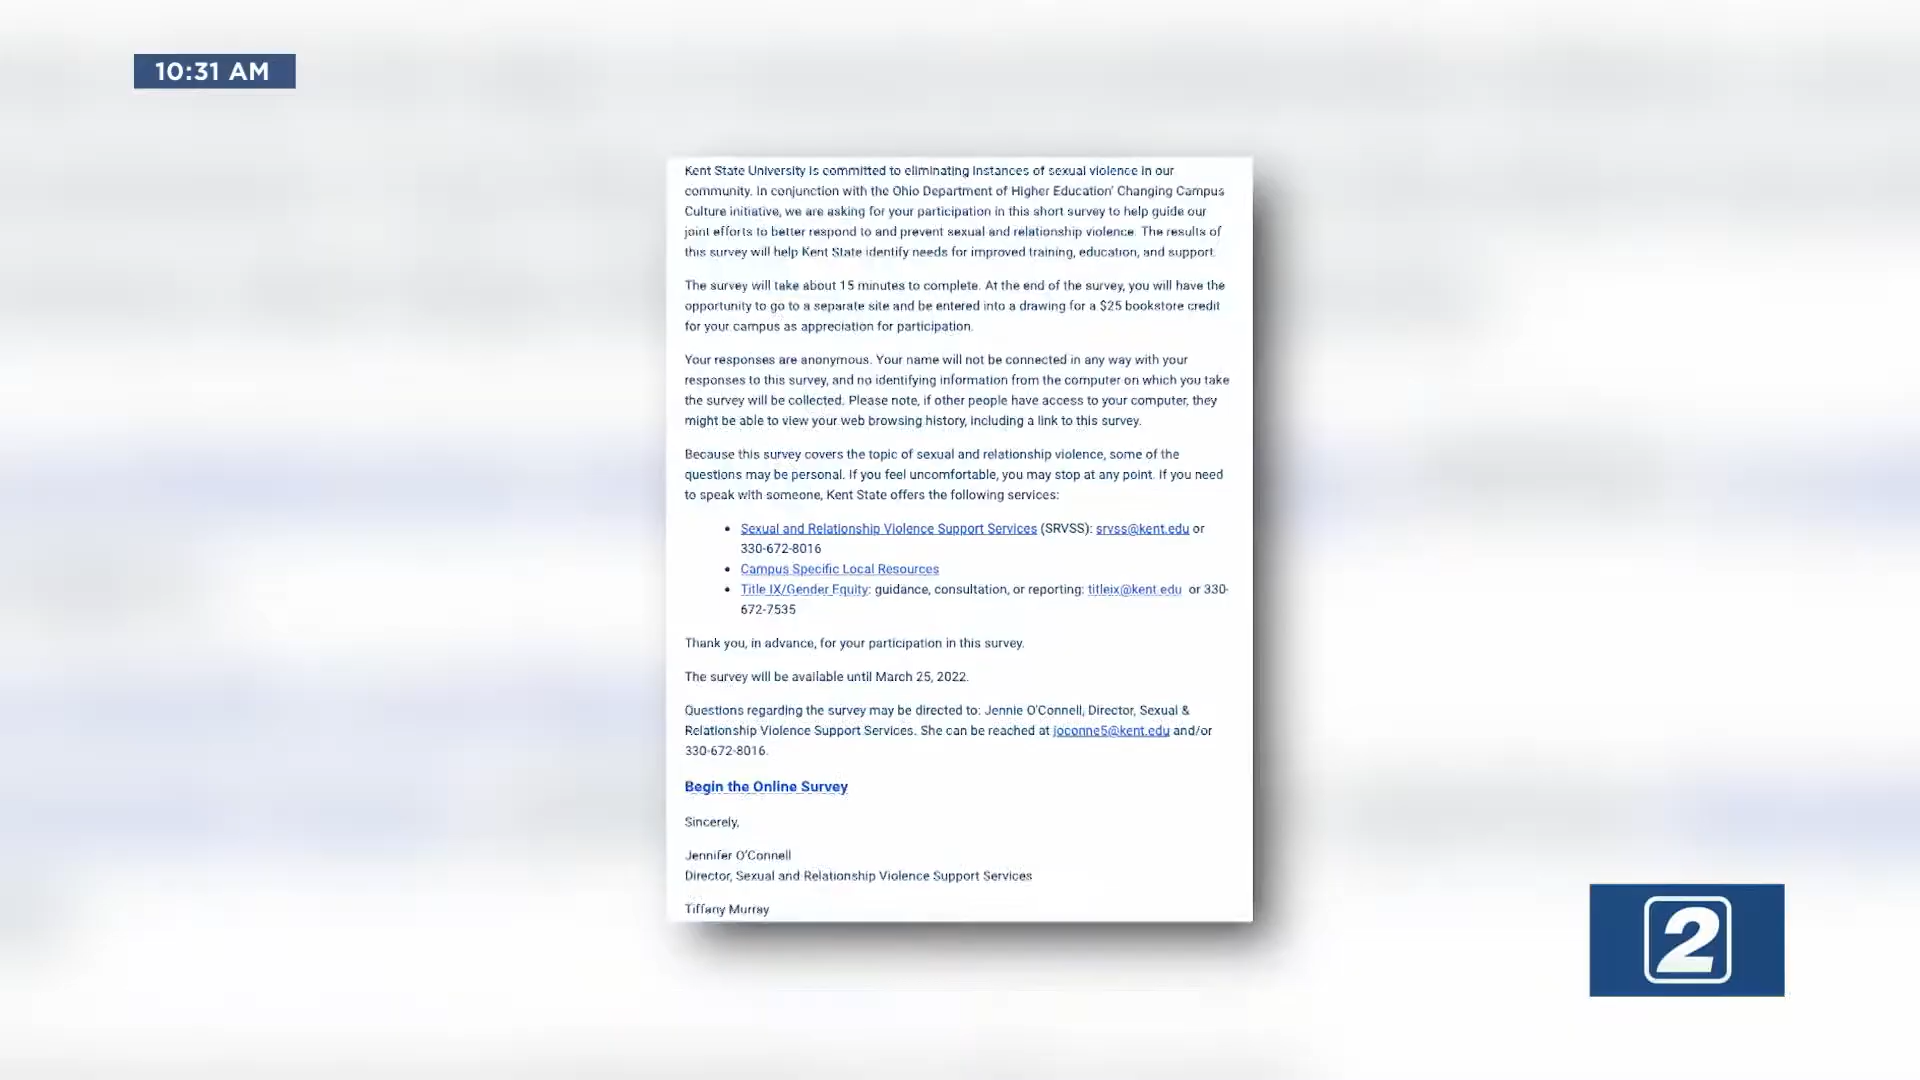 10:31 AM
Kent State University is committed to eliminating instances of sexual violence in our
community. In conjunction with the Ohio Department of Higher Education' Changing Campus
Culture initiative, we are asking for your participation in this short survey to help guide our
joint efforts to better respond to and prevent sexual and relationship violence. The results of
this survey will help Kent State identify needs for improved training, education, and support.
The survey will take about 15 minutes to complete. At the end of the survey, you will have the
opportunity to go to a separate site and be entered into a drawing for a $25 bookstore credit
for your campus as appreciation for participation.
Your responses are anonymous. Your name will not be connected in any way with your
responses to this survey, and no identifying information from the computer on which you take
the survey will be collected. Please note, if other people have access to your computer, they
might be able to view your web browsing history, including a link to this survey.
Because this survey covers the topic of sexual and relationship violence, some of the
questions may be personal. If you feel uncomfortable, you may stop at any point. If you need
to speak with someone, Kent State offers the following services:
• Sexual and Relationship Violence Support Services (SRVSS): srvss@kent.edu or
330-672-8016
• Campus Specific Local Resources
• Title IX/Gender Equity: guidance, consultation, or reporting: titleix@kent.edu or 330-
672-7535
Thank you, in advance, for your participation in this survey.
The survey will be available until March 25, 2022.
Questions regarding the survey may be directed to: Jennie O'Connell, Director, Sexual &
Relationship Violence Support Services. She can be reached at joconne5@kent.edu and/or
330-672-8016.
Begin the Online Survey
Sincerely,
Jennifer O'Connell
Director, Sexual and Relationship Violence Support Services
Tiffany Murray
2